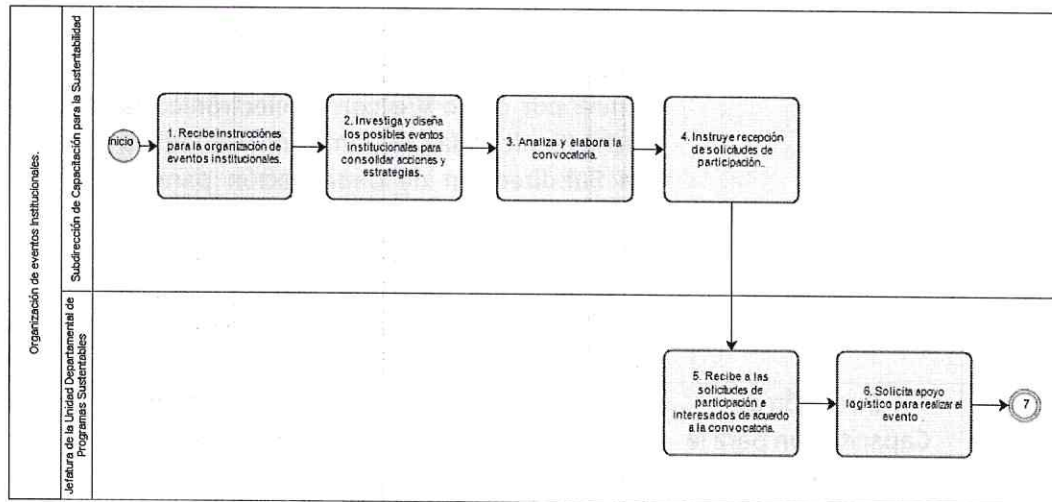 Organización de eventos Institucionales.
Subdirección de Capacitación para la Sustentabilidad
Inicio
1. Recibe instrucciónes
para la organización de
eventos institucionales.
2. Investiga y diseña
los posibles eventos
institucionales para
consolidar acciones y
estrategias.
3. Analiza y elabora la
convocatoria.
4. Instruye recepción
de solicitudes de
participación.
Jefatura de la Unidad Departamental de
Programas Sustentables
5. Recibe a las
solicitudes de
participación e
interesados de acuerdo
a la convocatoria.
6. Solicita apoyo
logístico para realizar el
evento .
7